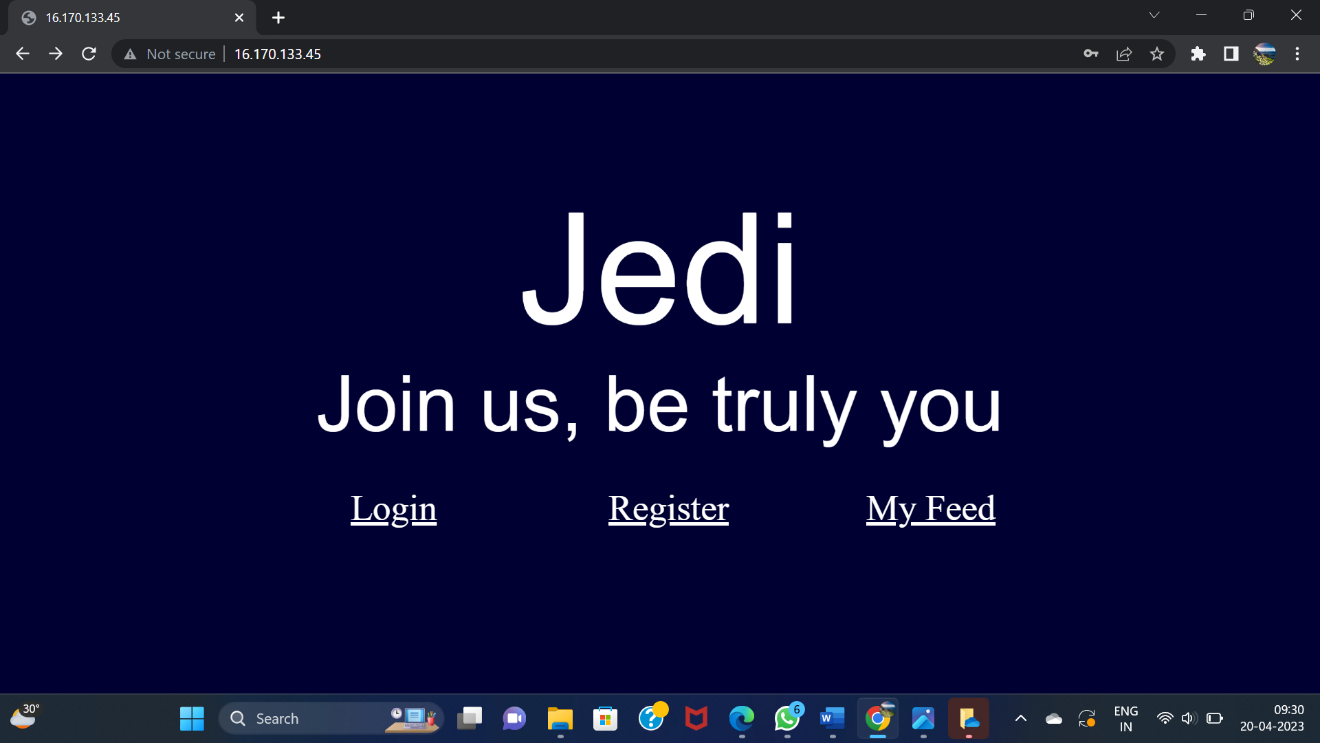 16.170.133.45
Not secure 16.170.133.45
Jedi
Join us, be truly you
Login Register My Feed
30°
Search
6
ENG
IN
09:30
20-04-2023